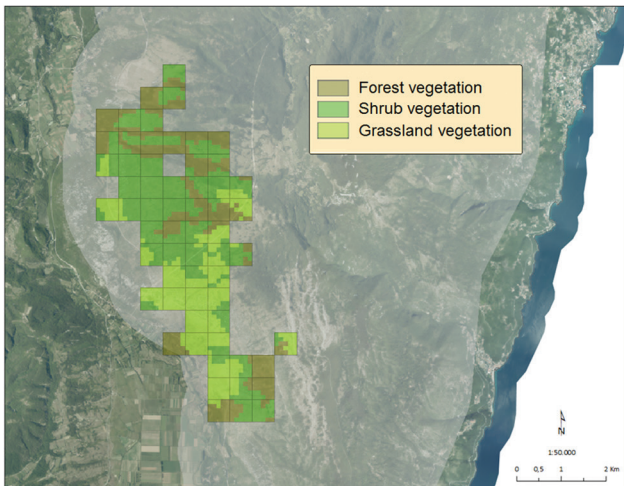 Forest vegetation
Shrub vegetation
Grassland vegetation
N
1:50.000
0 0,5 1 2 Km